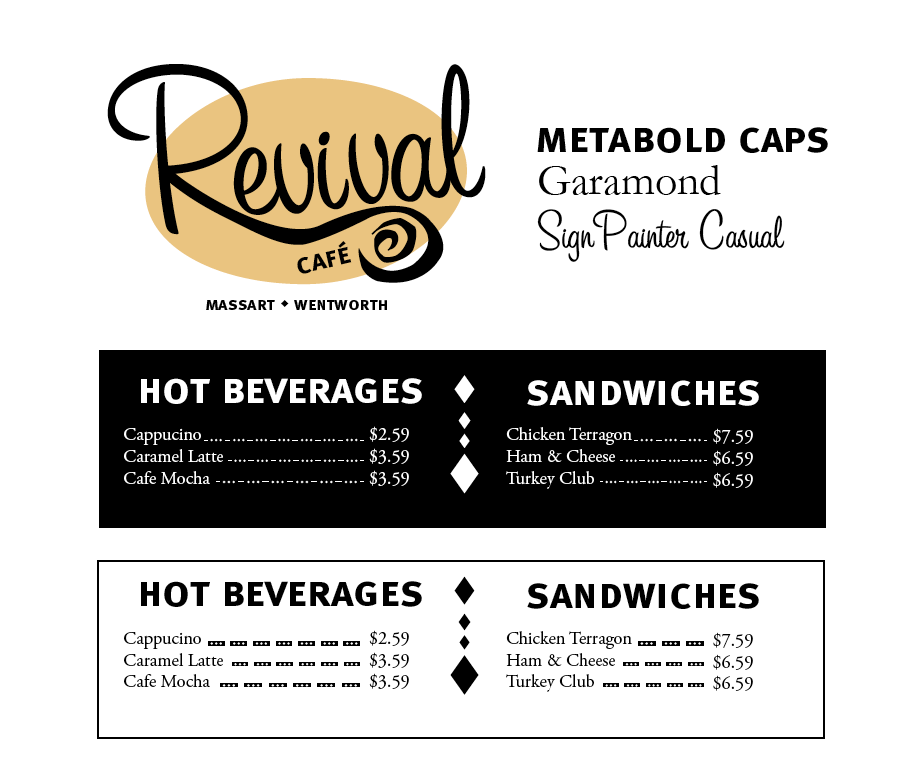 Revival
CAFÉ
MASSART ◆ WENTWORTH
METABOLD CAPS
Garamond
SignPainter Casual
HOT BEVERAGES
Cappucino $2.59
Caramel Latte $3.59
Cafe Mocha $3.59
SANDWICHES
Chicken Terragon $7.59
Ham & Cheese $6.59
Turkey Club $6.59
HOT BEVERAGES
Cappucino $2.59
Caramel Latte $3.59
Cafe Mocha $3.59
SANDWICHES
Chicken Terragon $7.59
Ham & Cheese $6.59
Turkey Club $6.59